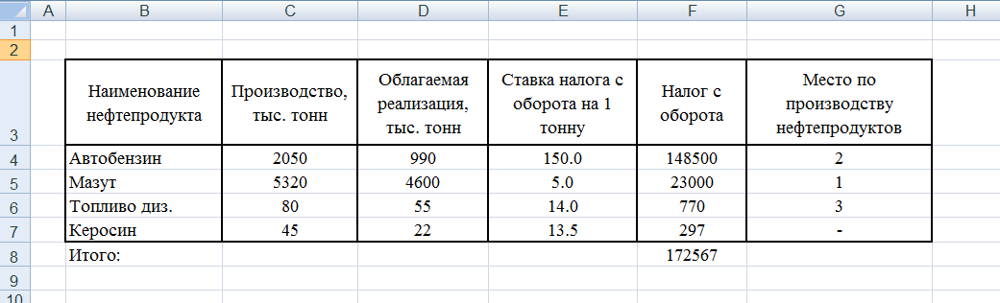 A B C D E F G H
1
2
3 Наименование нефтепродукта Производство, тыс. тонн Облагаемая реализация, тыс. тонн Ставка налога с оборота на 1 тонну Налог с оборота Место по производству нефтепродуктов
4 Автобензин 2050 990 150.0 148500 2
5 Мазут 5320 4600 5.0 23000 1
6 Топливо диз. 80 55 14.0 770 3
7 Керосин 45 22 13.5 297 -
8 Итого: 172567
9
10